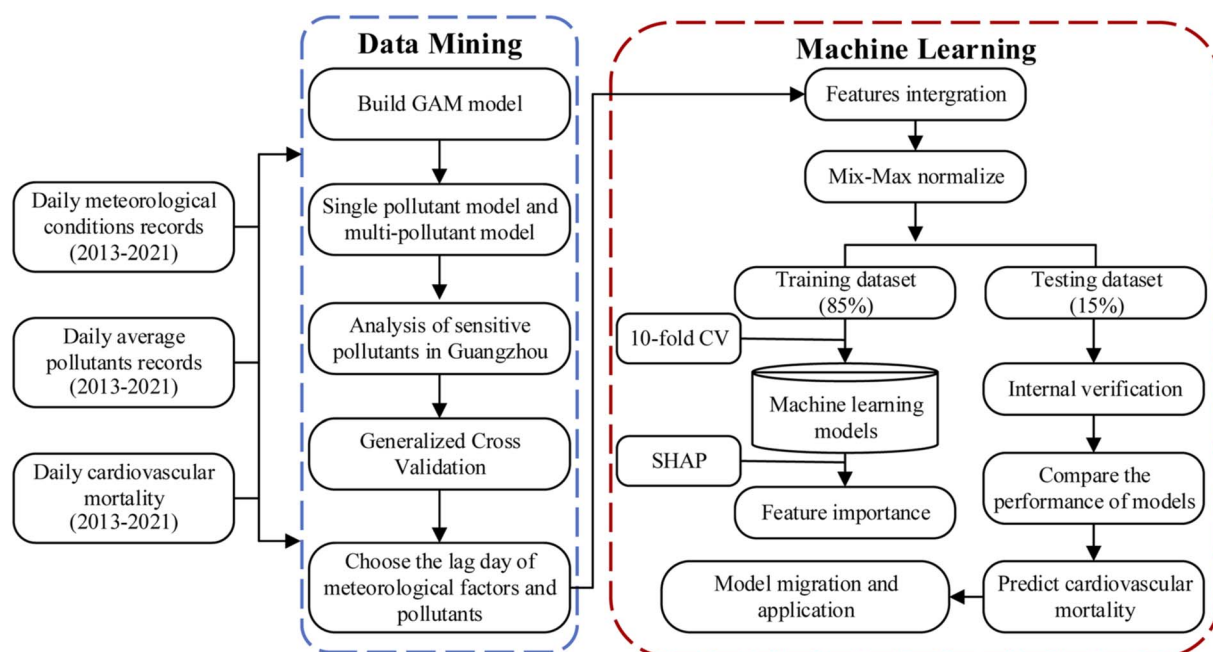 Data Mining
Build GAM model
Single pollutant model and
multi-pollutant model
Analysis of sensitive
pollutants in Guangzhou
Generalized Cross
Validation
Choose the lag day of
meteorological factors and
pollutants
Daily meteorological
conditions records
(2013-2021)
Daily average
pollutants records
(2013-2021)
Daily cardiovascular
mortality
(2013-2021)
Machine Learning
Features intergration
Mix-Max normalize
Training dataset
(85%)
Testing dataset
(15%)
10-fold CV
Machine learning
models
SHAP
Feature importance
Internal verification
Compare the
performance of models
Predict cardiovascular
mortality
Model migration and
application